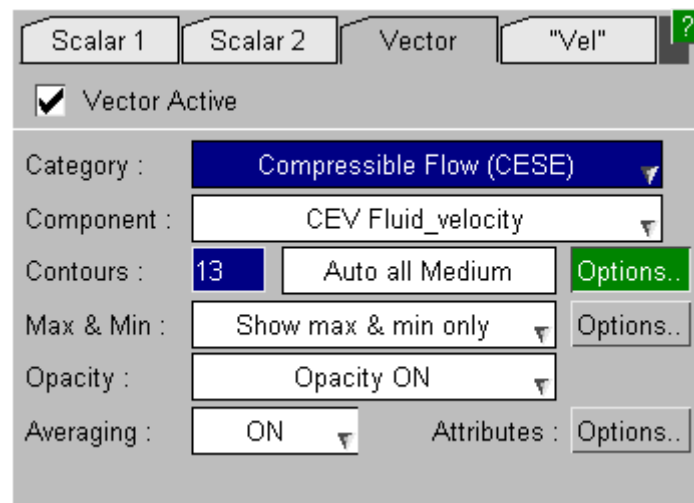 Scalar 1 Scalar 2 Vector "Vel" ?
Vector Active
Category : Compressible Flow (CESE)
Component : CEV Fluid_velocity
Contours : 13 Auto all Medium Options..
Max & Min : Show max & min only Options..
Opacity : Opacity ON
Averaging : ON Attributes : Options..